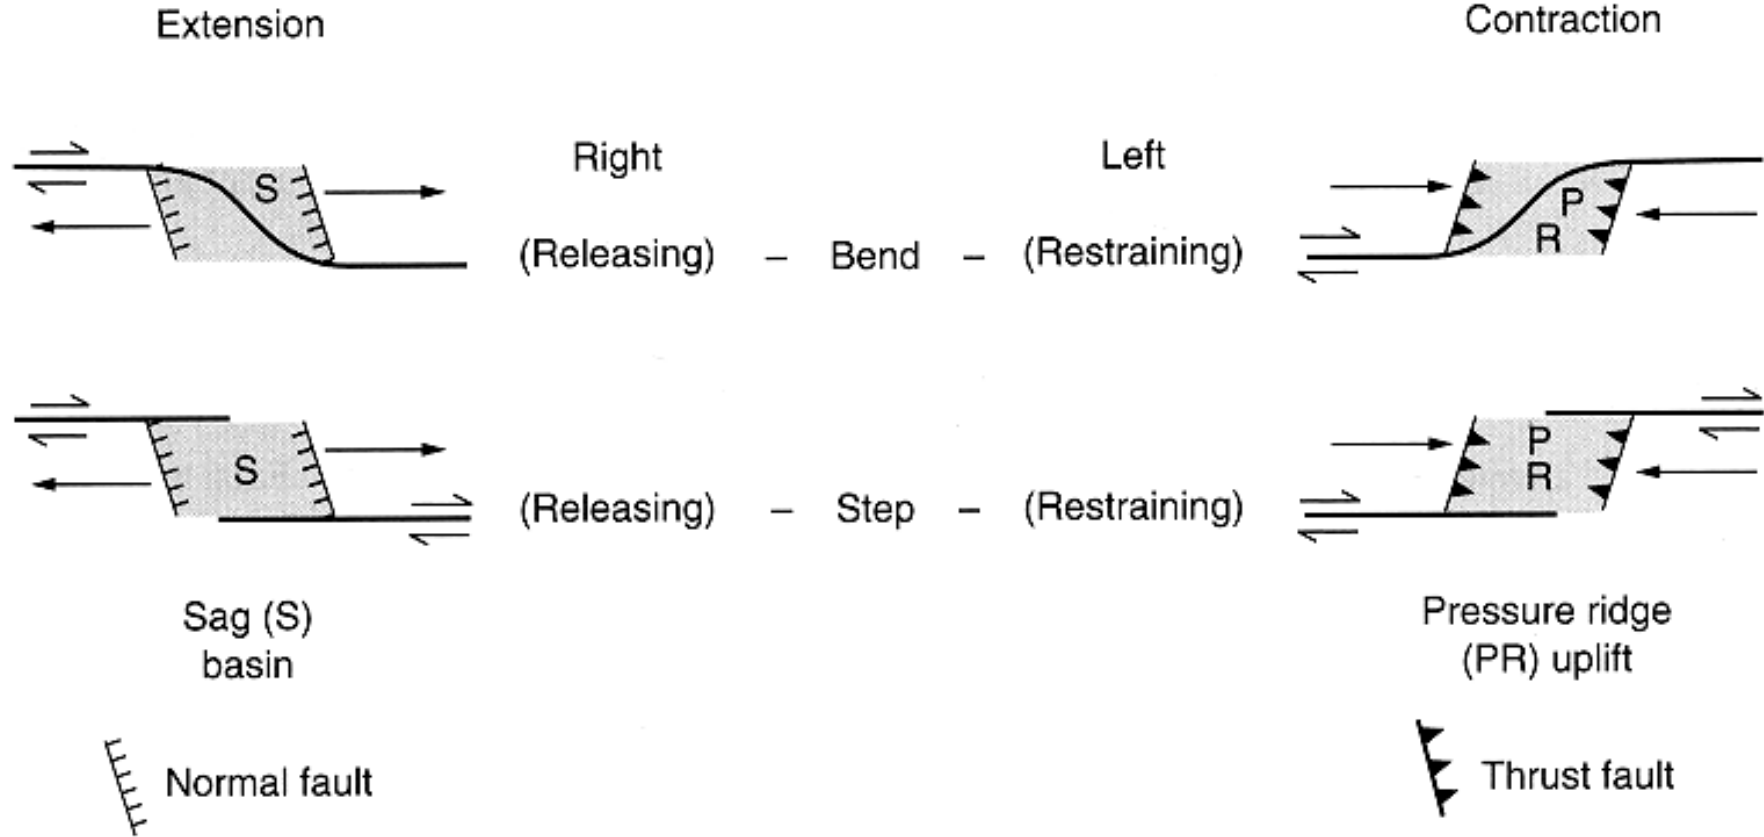 Extension
Contraction
Right
Left
S
P
R
(Releasing) – Bend – (Restraining)
S
P
R
(Releasing) – Step – (Restraining)
Sag (S)
basin
Pressure ridge
(PR) uplift
Normal fault
Thrust fault